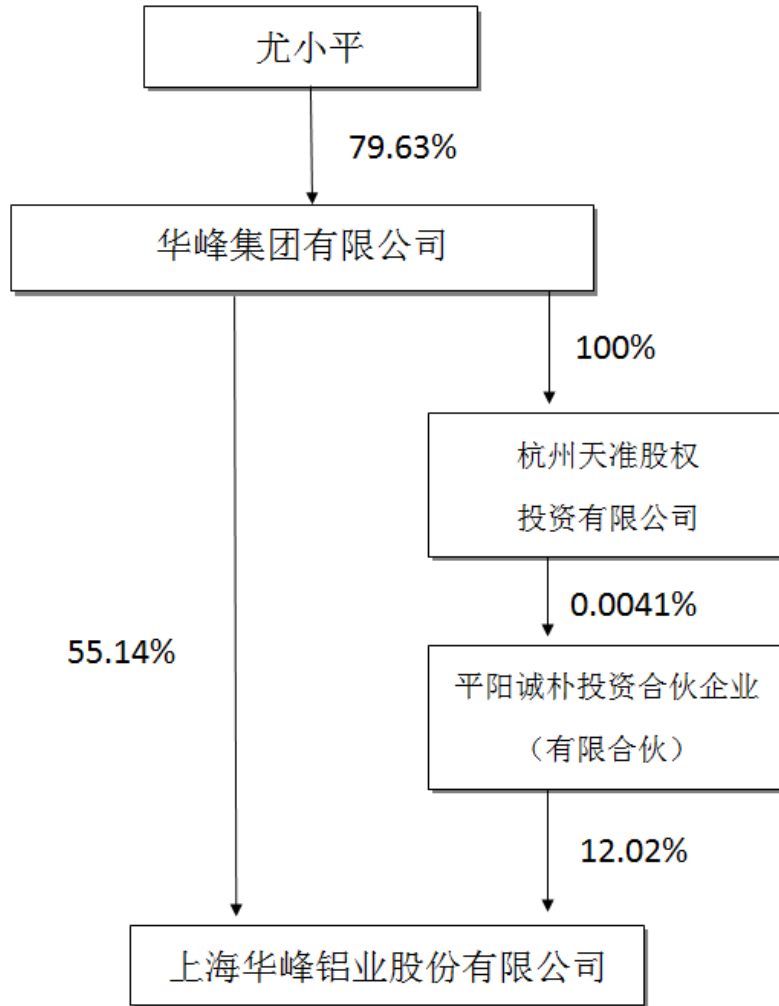 尤小平
79.63%
华峰集团有限公司
100%
杭州天准股权
投资有限公司
0.0041%
55.14%
平阳诚朴投资合伙企业
（有限合伙）
12.02%
上海华峰铝业股份有限公司